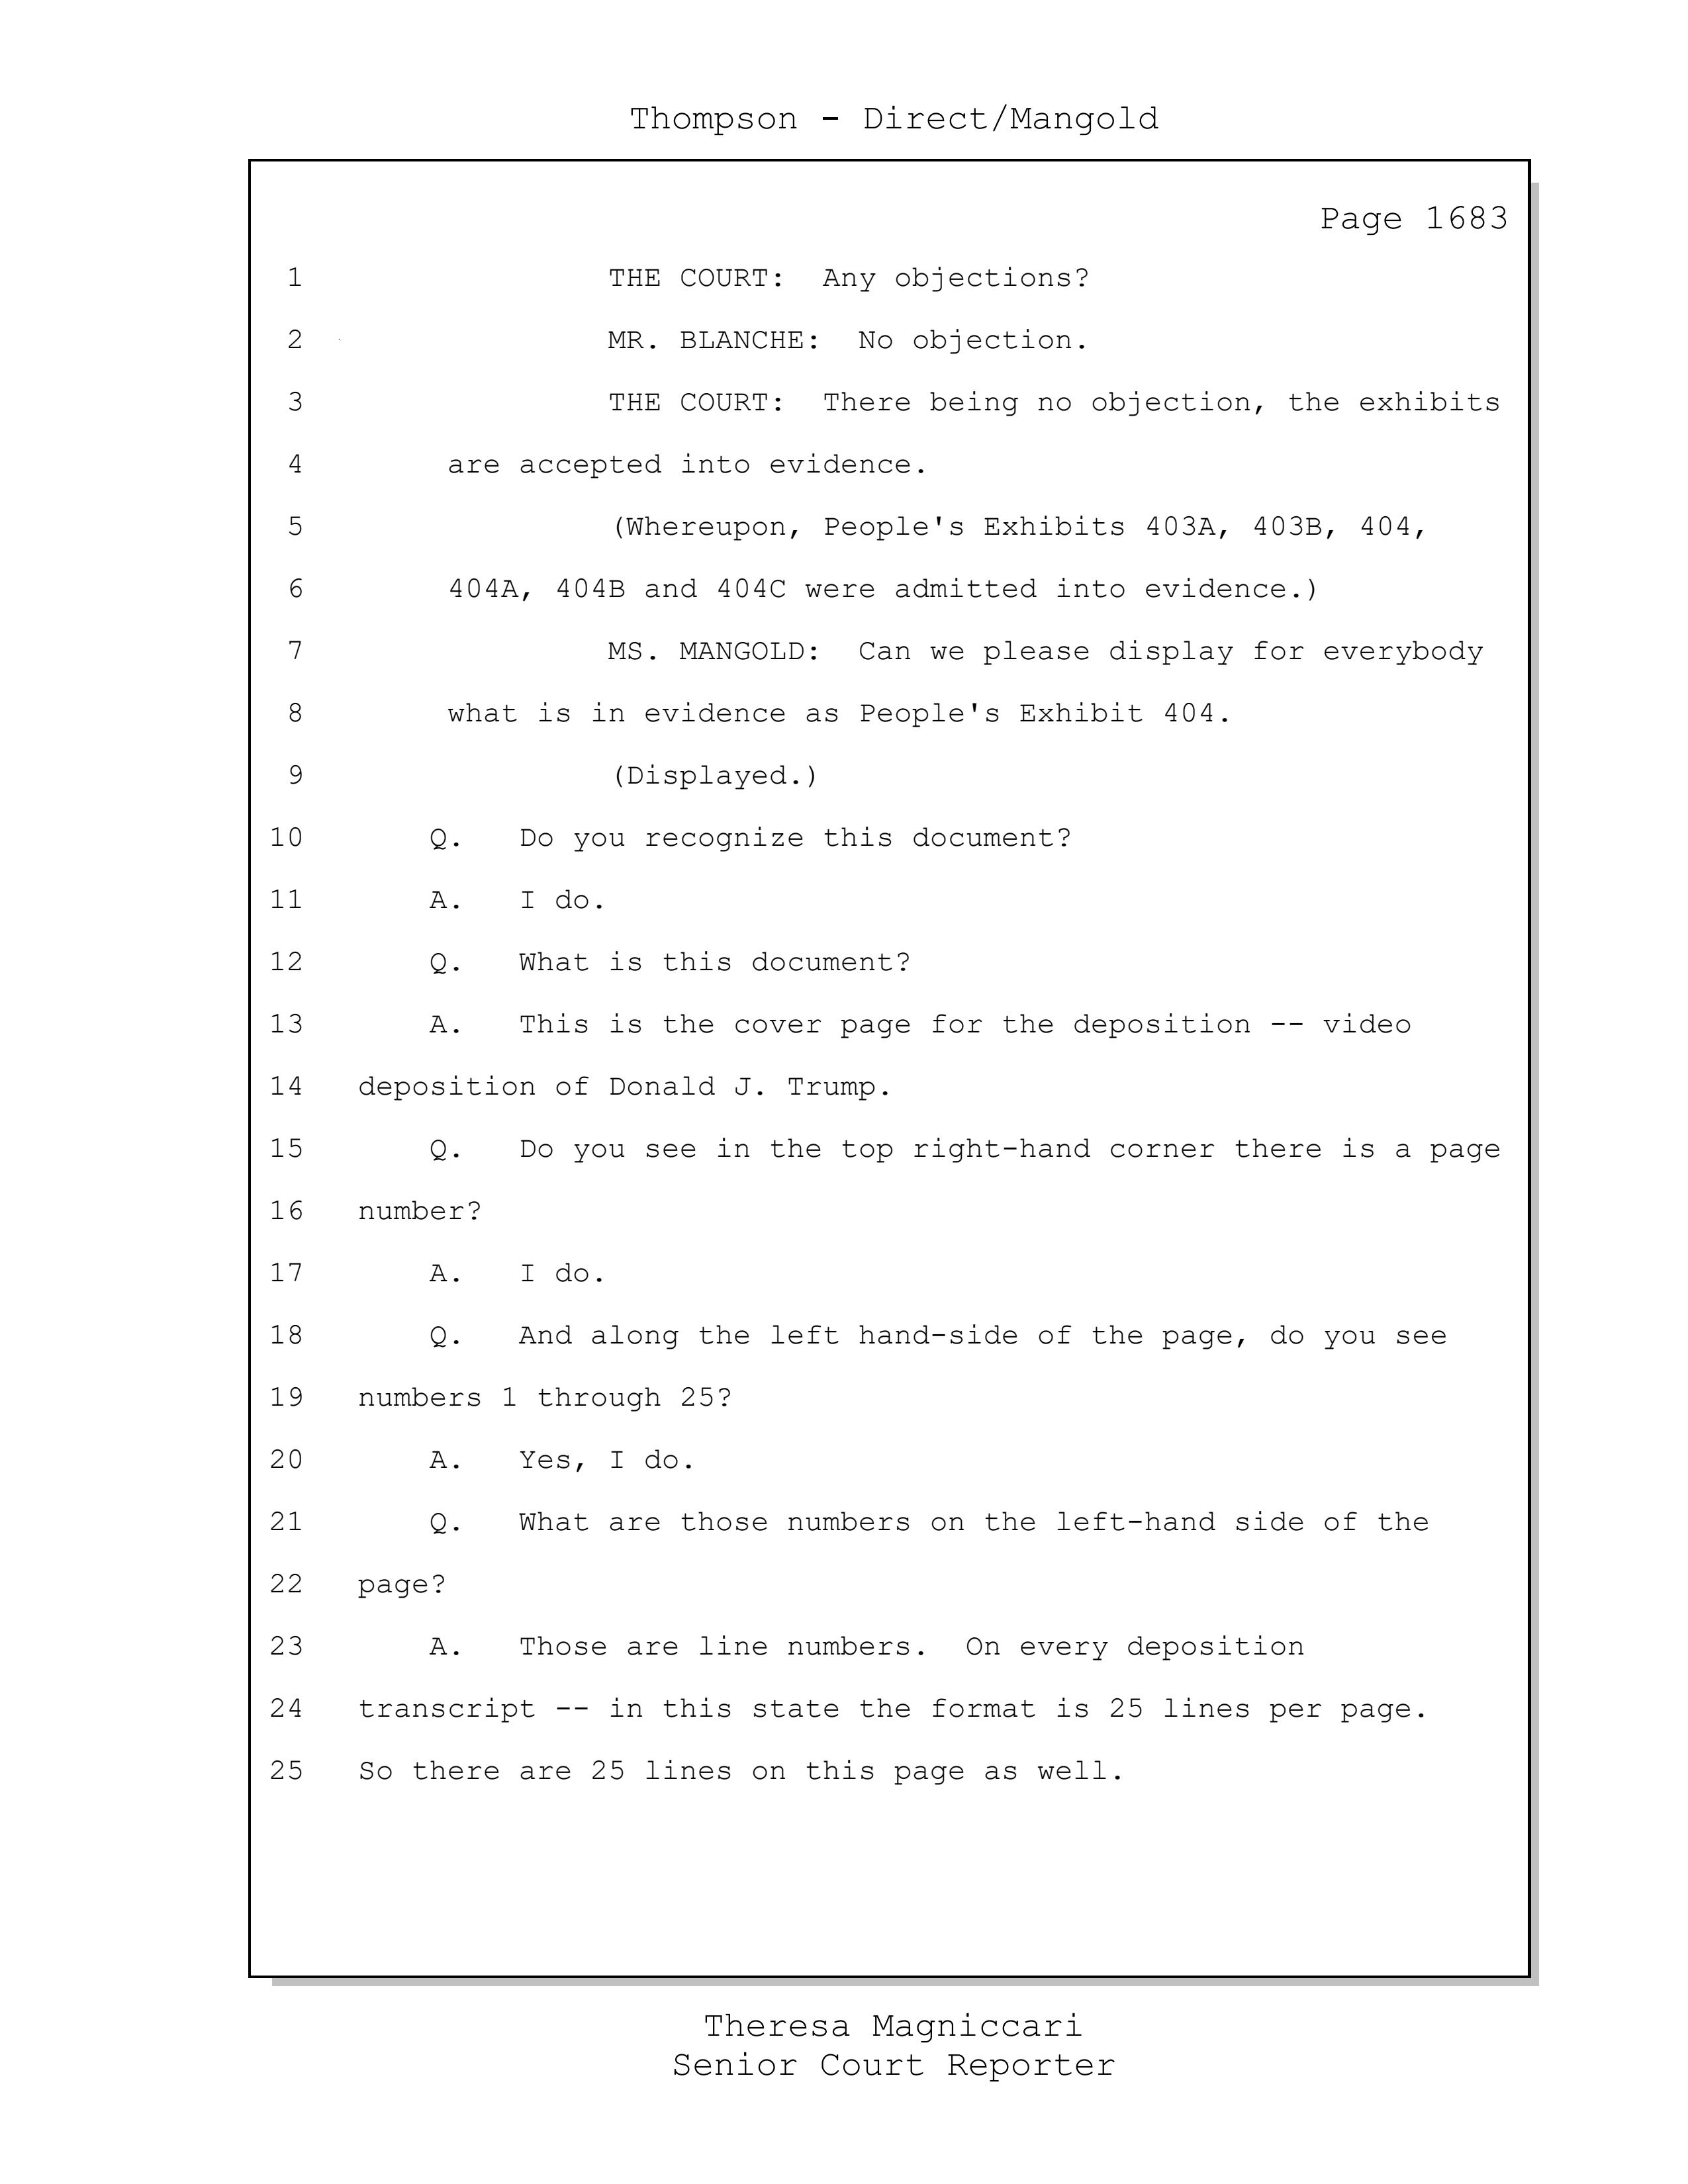 Thompson - Direct/Mangold
Page 1683
1 THE COURT: Any objections?
2 MR. BLANCHE: No objection.
3 THE COURT: There being no objection, the exhibits
4 are accepted into evidence.
5 (Whereupon, People's Exhibits 403A, 403B, 404,
6 404A, 404B and 404C were admitted into evidence.)
7 MS. MANGOLD: Can we please display for everybody
8 what is in evidence as People's Exhibit 404.
9 (Displayed.)
10 Q. Do you recognize this document?
11 A. I do.
12 Q. What is this document?
13 A. This is the cover page for the deposition -- video
14 deposition of Donald J. Trump.
15 Q. Do you see in the top right-hand corner there is a page
16 number?
17 A. I do.
18 Q. And along the left hand-side of the page, do you see
19 numbers 1 through 25?
20 A. Yes, I do.
21 Q. What are those numbers on the left-hand side of the
22 page?
23 A. Those are line numbers. On every deposition
24 transcript -- in this state the format is 25 lines per page.
25 So there are 25 lines on this page as well.
Theresa Magniccari
Senior Court Reporter